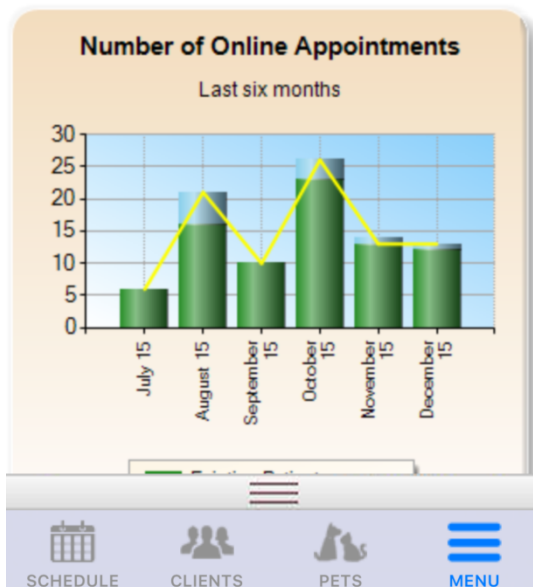 Number of Online Appointments
Last six months
30
25
20
15
10
5
0
July 15
August 15
September 15
October 15
November 15
December 15
SCHEDULE CLIENTS PETS MENU